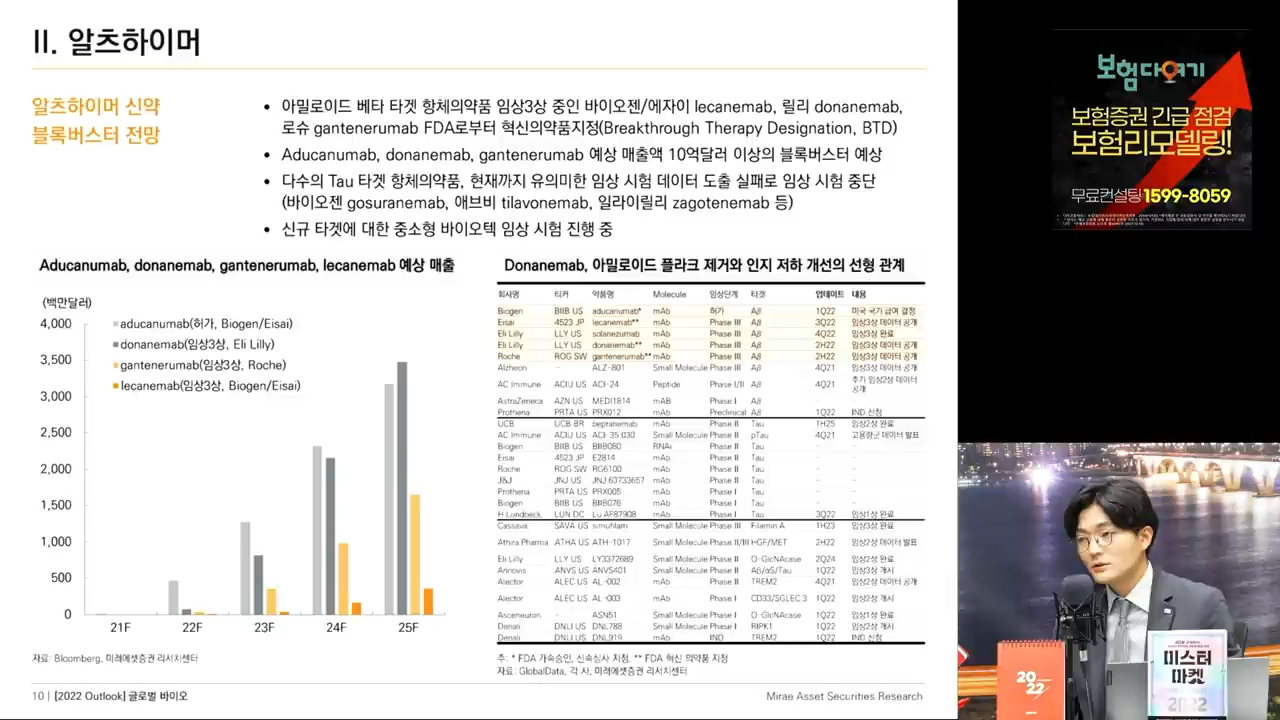 II. 알츠하이머
알츠하이머 신약
블록버스터 전망
• 아밀로이드 베타 타겟 항체의약품 임상3상 중인 바이오젠/에자이 lecanemab, 릴리 donanemab,
로슈 gantenerumab FDA로부터 혁신의약품지정(Breakthrough Therapy Designation, BTD)
• Aducanumab, donanemab, gantenerumab 예상 매출액 10억달러 이상의 블록버스터 예상
• 다수의 Tau 타겟 항체의약품, 현재까지 유의미한 임상 시험 데이터 도출 실패로 임상 시험 중단
(바이오젠 gosuranemab, 애브비 tilavonemab, 일라이릴리 zagotenemab 등)
• 신규 타겟에 대한 중소형 바이오텍 임상 시험 진행 중
Aducanumab, donanemab, gantenerumab, lecanemab 예상 매출
(백만달러)
4,000
3,500
3,000
2,500
2,000
1,500
1,000
500
0
aducanumab(허가, Biogen/Eisai)
donanemab(임상3상, Eli Lilly)
gantenerumab(임상3상, Roche)
lecanemab(임상3상, Biogen/Eisai)
21F 22F 23F 24F 25F
자료: Bloomberg, 미래에셋증권 리서치센터
Donanemab, 아밀로이드 플라크 제거와 인지 저하 개선의 선형 관계
회사명 티커 약물명 Molecule 임상단계 타겟 업데이트 내용
Biogen BIIB US aducanumab* mAb 허가 Aβ 1Q22 미국 국가 급여 결정
Eisai 4523 JP lecanemab** mAb Phase III Aβ 3Q22 임상3상 데이터 공개
Eli Lilly LLY US solanezumab mAb Phase III Aβ 4Q22 임상3상 완료
Eli Lilly LLY US donanemab** mAb Phase III Aβ 2H22 임상3상 데이터 공개
Roche ROG SW gantenerumab** mAb Phase III Aβ 2H22 임상3상 데이터 공개
Alzheon - ALZ-801 Small Molecule Phase III Aβ 4Q21 임상3상 데이터 공개
AC Immune ACIU US ACI-24 Peptide Phase I/II Aβ 4Q21 추가 임상2상 데이터 공개
AstraZeneca AZN US MEDI1814 mAB Phase I Aβ - -
Prothena PRTA US PRX012 mAb Preclinical Aβ 1Q22 IND 신청
UCB UCB BR bepranumab mAb Phase II Tau 1H25 임상2상 완료
AC Immune ACIU US ACI-35.030 Small Molecule Phase II pTau 4Q21 고용량군 데이터 발표
Biogen BIIB US BIIB080 RNAi Phase II Tau - -
Eisai 4523 JP E2814 mAb Phase II Tau - -
Roche ROG SW RG6100 mAb Phase II Tau - -
J&J JNJ US JNJ.63733657 mAb Phase II Tau - -
Prothena PRTA US PRX005 mAb Phase I Tau - -
Biogen BIIB US BIIB076 mAb Phase I Tau - -
H Lundbeck LUN DC Lu AF87908 mAb Phase I Tau 3Q22 임상1상 완료
Cassava SAVA US simufilam Small Molecule Phase III Filamin A 1H23 임상3상 완료
Athira Pharma ATHA US ATH-1017 Small Molecule Phase II/III HGF/MET 2H22 임상2상 데이터 발표
Eli Lilly LLY US LY3372689 Small Molecule Phase II O-GlcNAcase 2Q24 임상2상 완료
Annovis ANVS US ANVS401 Small Molecule Phase II Aβ/αS/Tau 1Q22 임상3상 개시
Alector ALEC US AL-002 mAb Phase II TREM2 4Q21 임상2상 데이터 공개
Alector ALEC US AL-003 mAb Phase I CD33/SGLEC 3 1Q22 임상2상 개시
Asceneuron - ASN51 Small Molecule Phase I O-GlcNAcase 1Q22 임상1상 완료
Denali DNLI US DNL788 Small Molecule Phase I RIPK1 1Q22 임상2상 개시
Denali DNLI US DNL919 mAb IND TREM2 1Q22 IND 신청
주: * FDA 가속승인, 신속심사 지정. ** FDA 혁신 의약품 지정
자료: GlobalData, 각 사, 미래에셋증권 리서치센터
10 | [2022 Outlook] 글로벌 바이오
Mirae Asset Securities Research
보험다여기
보험증권 긴급 점검
보험리모델링!
무료컨설팅 1599-8059
20
22
미스터
마켓
2022